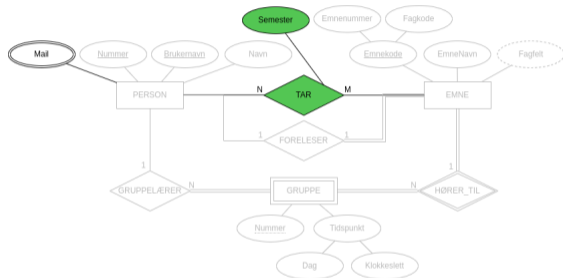 Semester
Emnenummer
Fagkode
Mail
Nummer
Brukernavn
Navn
Emnekode
EmneNavn
Fagfelt
PERSON
N
TAR
M
EMNE
1
FORELESER
1
1
1
GRUPPELÆRER
N
GRUPPE
N
HØRER_TIL
Nummer
Tidspunkt
Dag
Klokkeslett